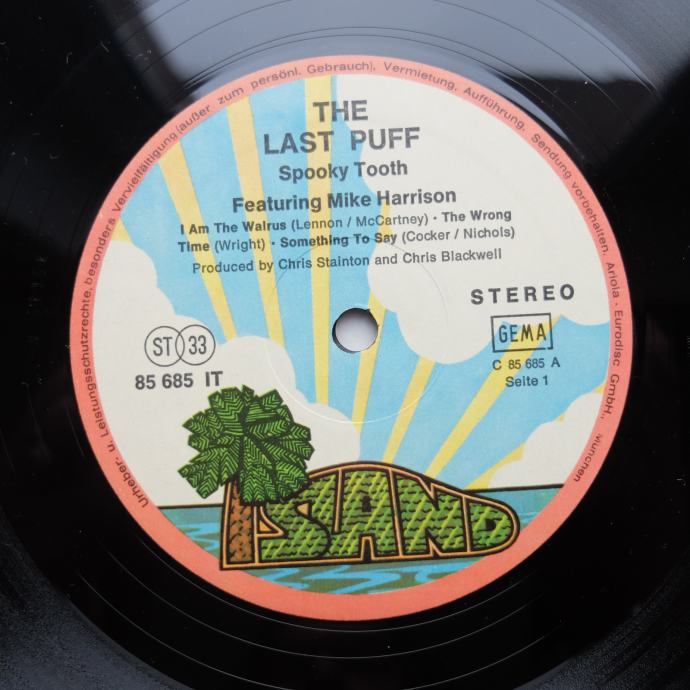 Urheber- u. Leistungsschutzrechte, besonders Vervielfältigung (außer zum persönl. Gebrauch), Vermietung, Aufführung, Sendung vorbehalten. Ariola - Eurodisc GmbH., München
THE
LAST PUFF
Spooky Tooth
Featuring Mike Harrison
I Am The Walrus (Lennon / McCartney) · The Wrong
Time (Wright) · Something To Say (Cocker / Nichols)
Produced by Chris Stainton and Chris Blackwell
STEREO
ST 33
GEMA
85 685 IT
C 85 685 A
Seite 1
ISLAND